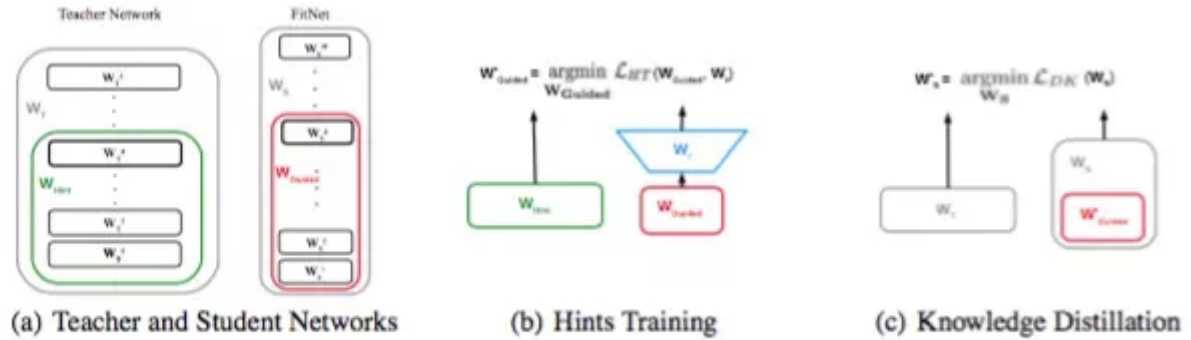 Teacher Network
FitNet
W_T
W_Hint
W_S
W_Guided
W*_Guided = argmin L_HT (W_Guided, W_r)
W_Guided
W_r
W_Hint
W_Guided
W*_S = argmin L_DK (W_S)
W_S
W_T
W_S
W*_Guided
(a) Teacher and Student Networks
(b) Hints Training
(c) Knowledge Distillation